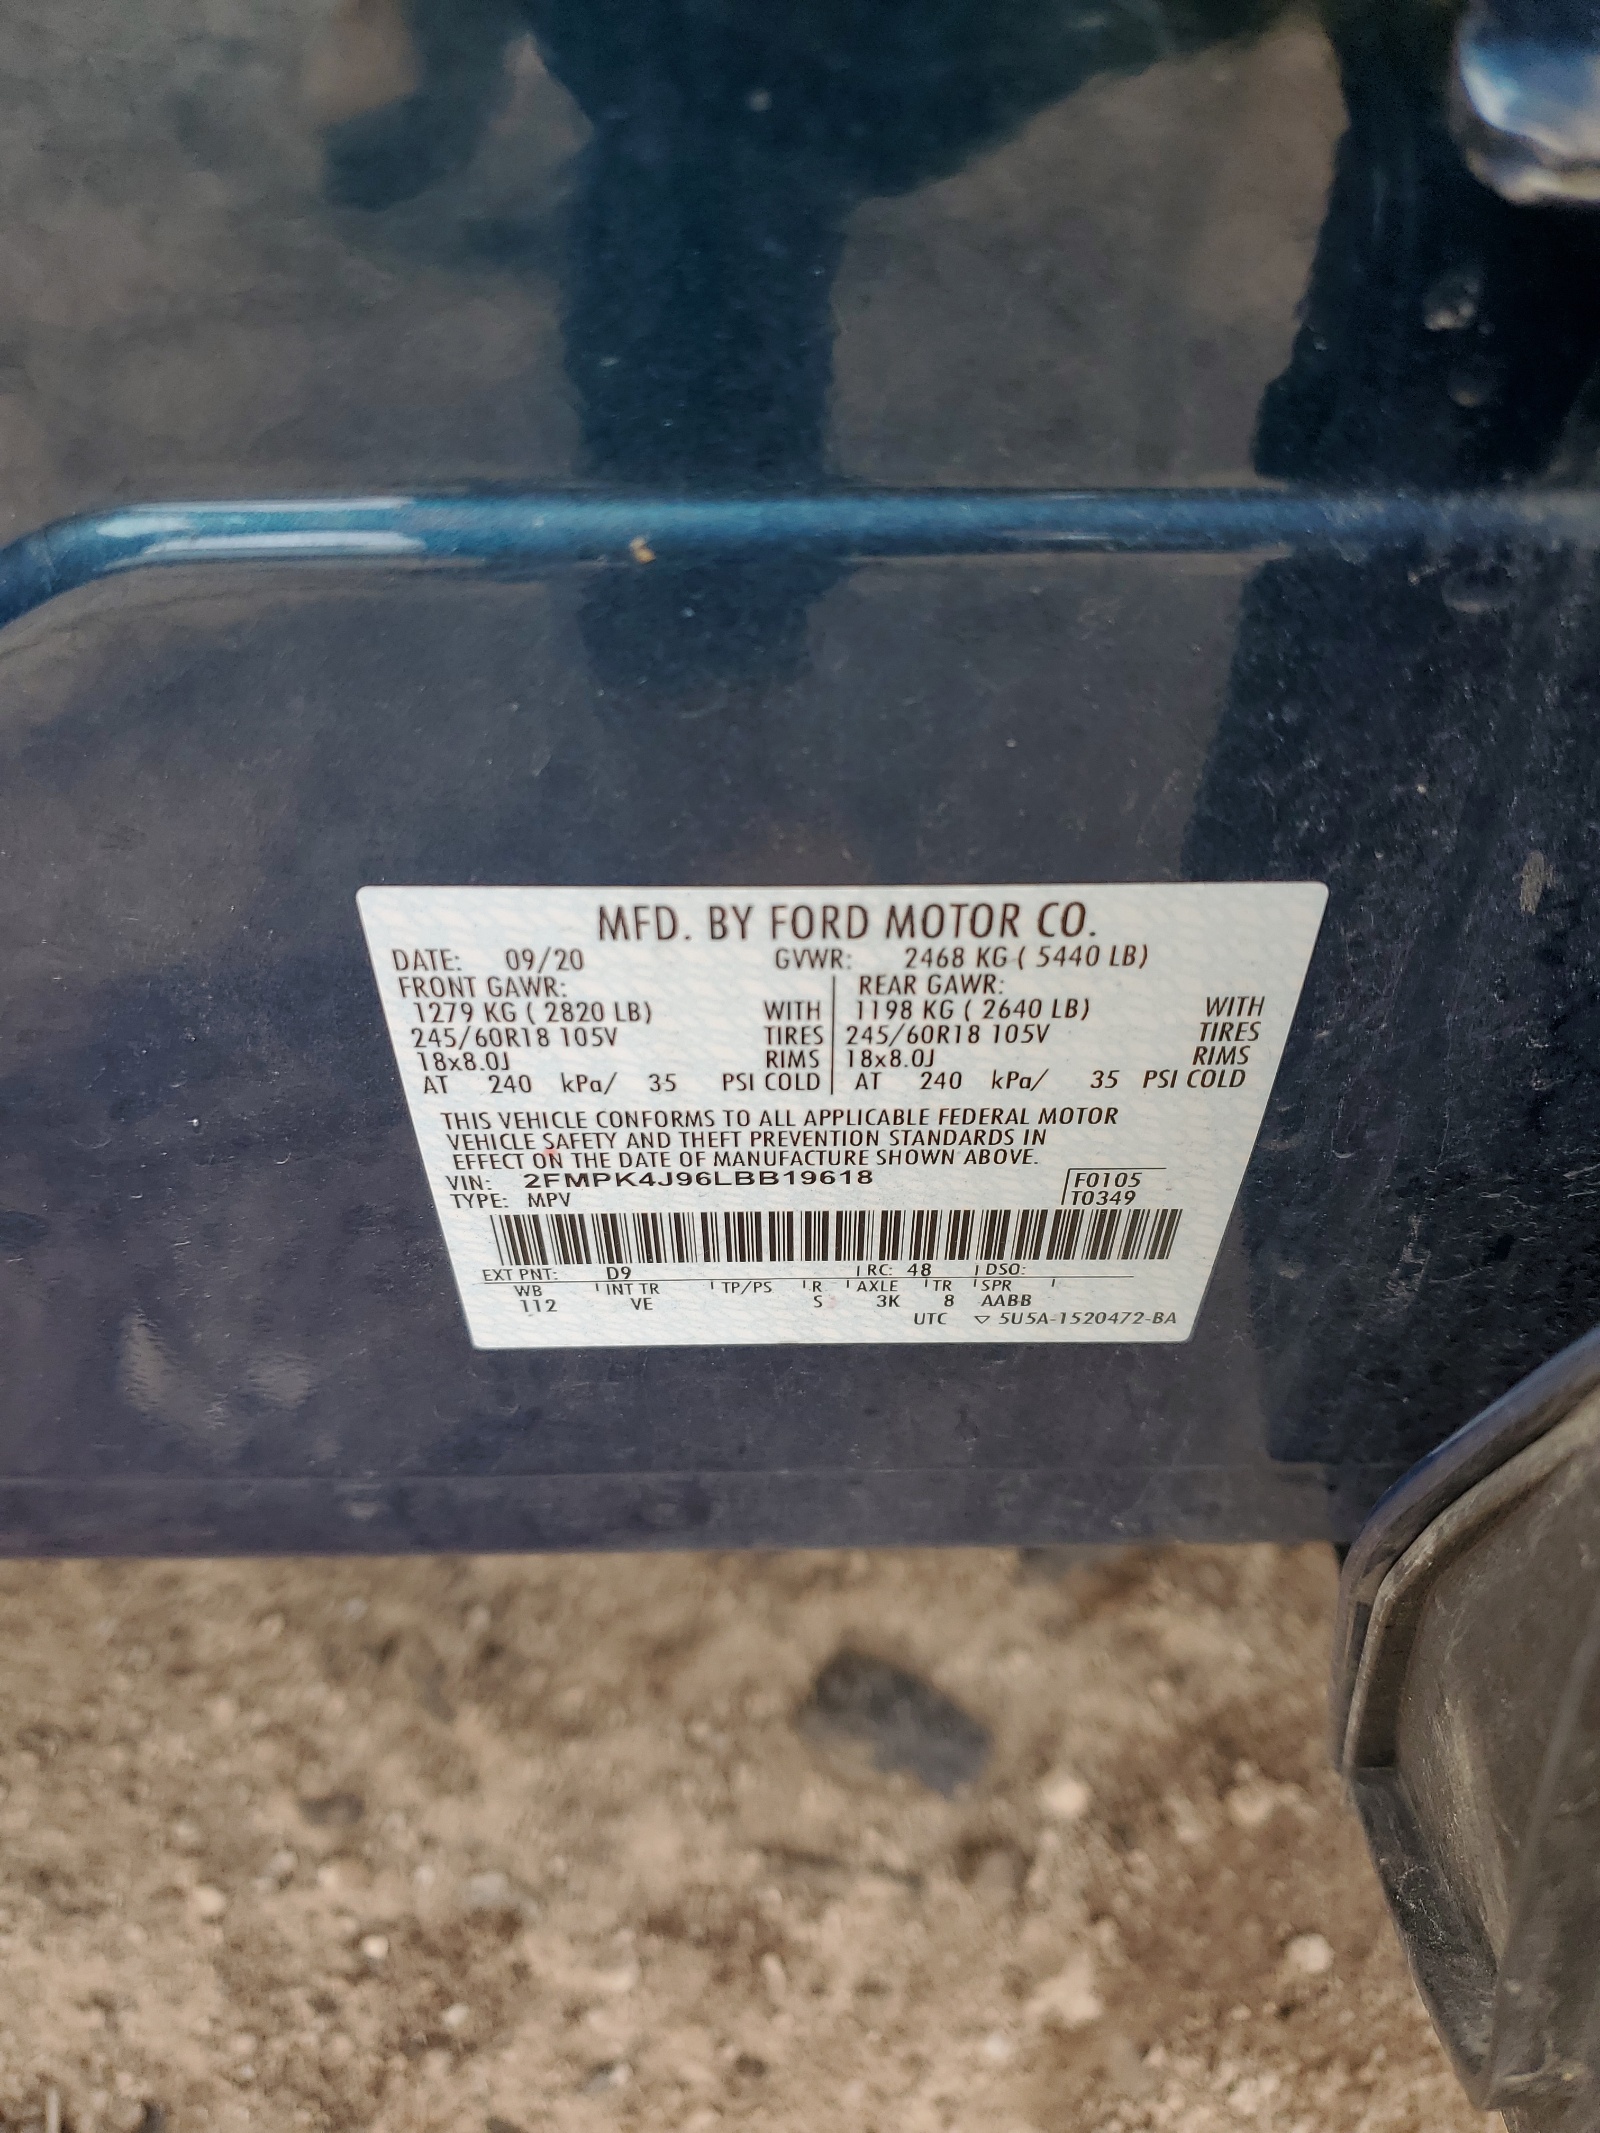 MFD. BY FORD MOTOR CO.
DATE: 09/20 GVWR: 2468 KG ( 5440 LB)
FRONT GAWR: REAR GAWR:
1279 KG ( 2820 LB) WITH 1198 KG ( 2640 LB) WITH
245/60R18 105V TIRES 245/60R18 105V TIRES
18x8.0J RIMS 18x8.0J RIMS
AT 240 kPa/ 35 PSI COLD AT 240 kPa/ 35 PSI COLD
THIS VEHICLE CONFORMS TO ALL APPLICABLE FEDERAL MOTOR
VEHICLE SAFETY AND THEFT PREVENTION STANDARDS IN
EFFECT ON THE DATE OF MANUFACTURE SHOWN ABOVE.
VIN: 2FMPK4J96LBB19618 F0105
TYPE: MPV T0349
EXT PNT: D9 RC: 48 DSO:
WB INT TR TP/PS R AXLE TR SPR
112 VE S 3K 8 AABB
UTC ▽ 5U5A-1520472-BA